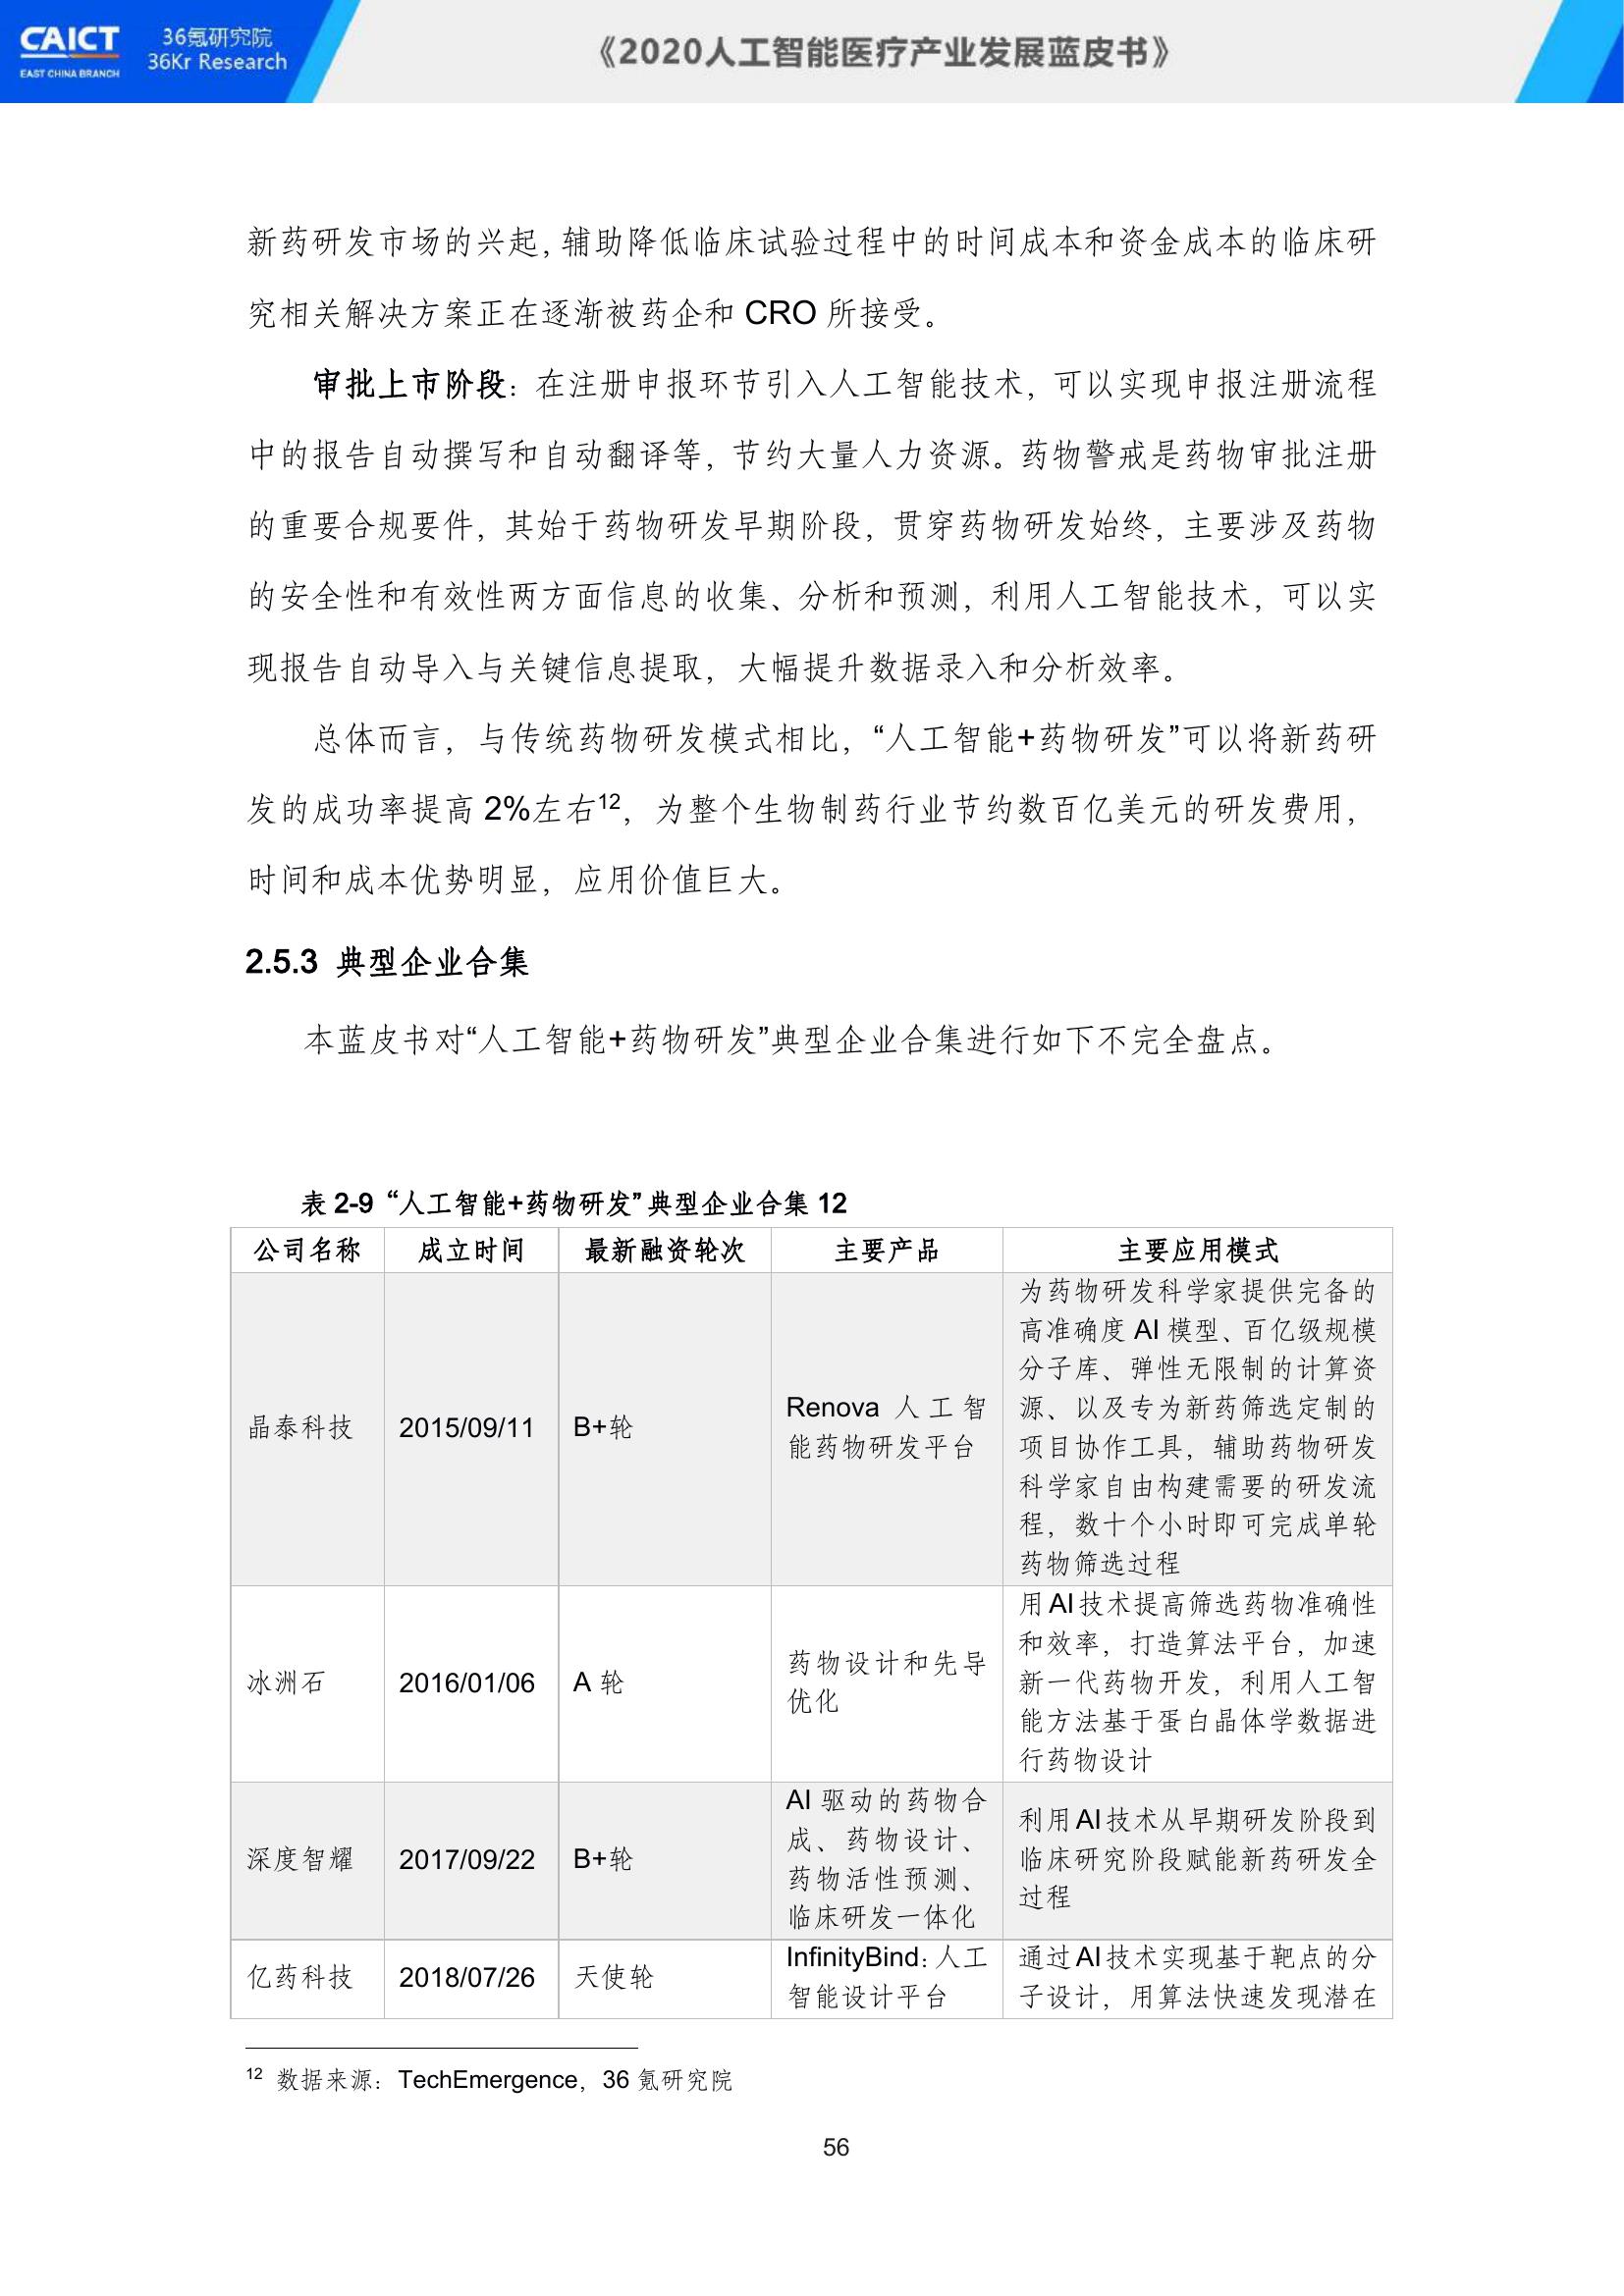 CAICT
EAST CHINA BRANCH
36氪研究院
36Kr Research
《2020人工智能医疗产业发展蓝皮书》
新药研发市场的兴起，辅助降低临床试验过程中的时间成本和资金成本的临床研
究相关解决方案正在逐渐被药企和 CRO 所接受。
审批上市阶段：在注册申报环节引入人工智能技术，可以实现申报注册流程
中的报告自动撰写和自动翻译等，节约大量人力资源。药物警戒是药物审批注册
的重要合规要件，其始于药物研发早期阶段，贯穿药物研发始终，主要涉及药物
的安全性和有效性两方面信息的收集、分析和预测，利用人工智能技术，可以实
现报告自动导入与关键信息提取，大幅提升数据录入和分析效率。
总体而言，与传统药物研发模式相比，“人工智能+药物研发”可以将新药研
发的成功率提高 2%左右12，为整个生物制药行业节约数百亿美元的研发费用，
时间和成本优势明显，应用价值巨大。
2.5.3 典型企业合集
本蓝皮书对“人工智能+药物研发”典型企业合集进行如下不完全盘点。
表 2-9 “人工智能+药物研发” 典型企业合集 12
公司名称 成立时间 最新融资轮次 主要产品 主要应用模式
晶泰科技
2015/09/11
B+轮
Renova 人工智
能药物研发平台
为药物研发科学家提供完备的
高准确度 AI 模型、百亿级规模
分子库、弹性无限制的计算资
源、以及专为新药筛选定制的
项目协作工具，辅助药物研发
科学家自由构建需要的研发流
程，数十个小时即可完成单轮
药物筛选过程
冰洲石
2016/01/06
A 轮
药物设计和先导
优化
用 AI 技术提高筛选药物准确性
和效率，打造算法平台，加速
新一代药物开发，利用人工智
能方法基于蛋白晶体学数据进
行药物设计
深度智耀
2017/09/22
B+轮
AI 驱动的药物合
成、药物设计、
药物活性预测、
临床研发一体化
利用 AI 技术从早期研发阶段到
临床研究阶段赋能新药研发全
过程
亿药科技
2018/07/26
天使轮
InfinityBind：人工
智能设计平台
通过 AI 技术实现基于靶点的分
子设计，用算法快速发现潜在
12 数据来源：TechEmergence，36 氪研究院
56